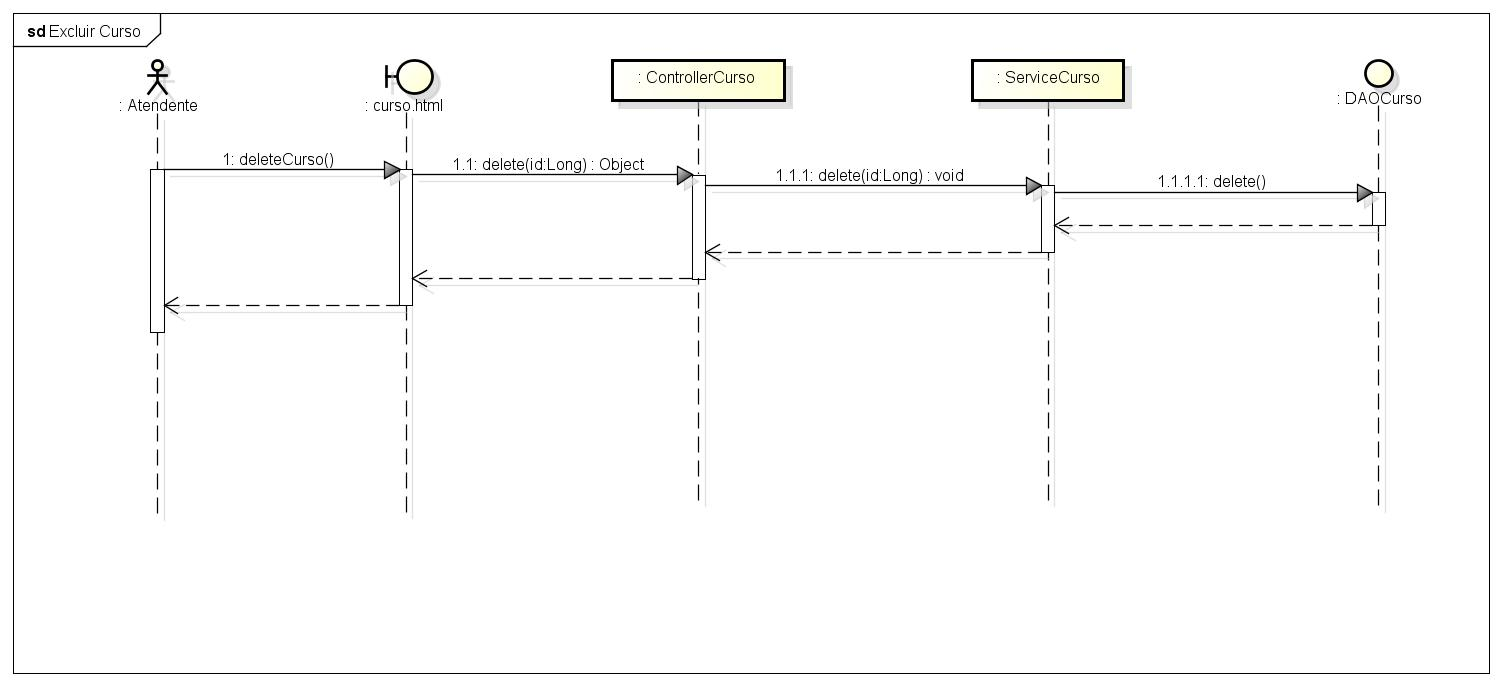 sd Excluir Curso
: Atendente
: curso.html
: ControllerCurso
: ServiceCurso
: DAOCurso
1: deleteCurso()
1.1: delete(id:Long) : Object
1.1.1: delete(id:Long) : void
1.1.1.1: delete()